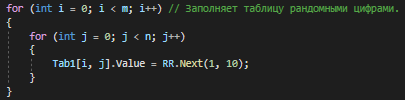 for (int i = 0; i < m; i++) // Заполняет таблицу рандомными цифрами.
{
for (int j = 0; j < n; j++)
{
Tab1[i, j].Value = RR.Next(1, 10);
}
}